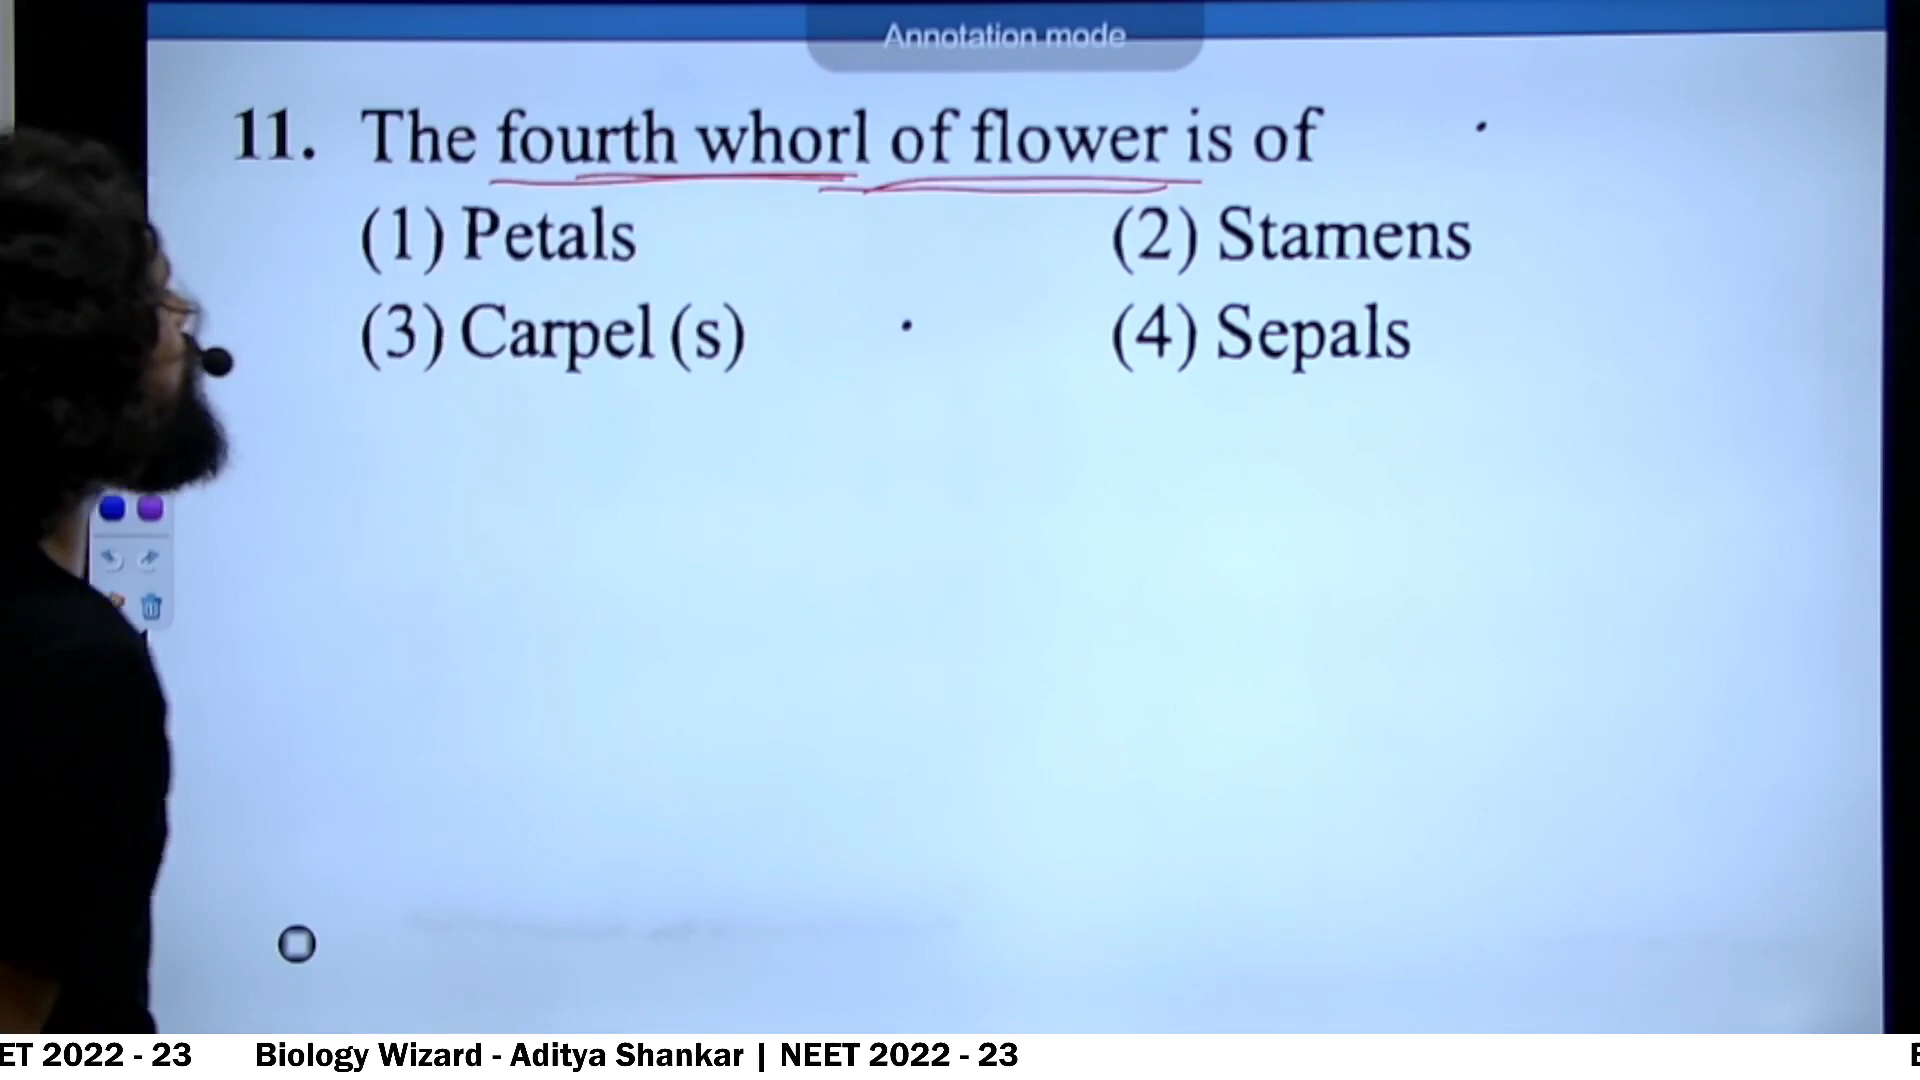 Annotation mode
11. The fourth whorl of flower is of
(1) Petals (2) Stamens
(3) Carpel (s) (4) Sepals
ET 2022 - 23 Biology Wizard - Aditya Shankar | NEET 2022 - 23